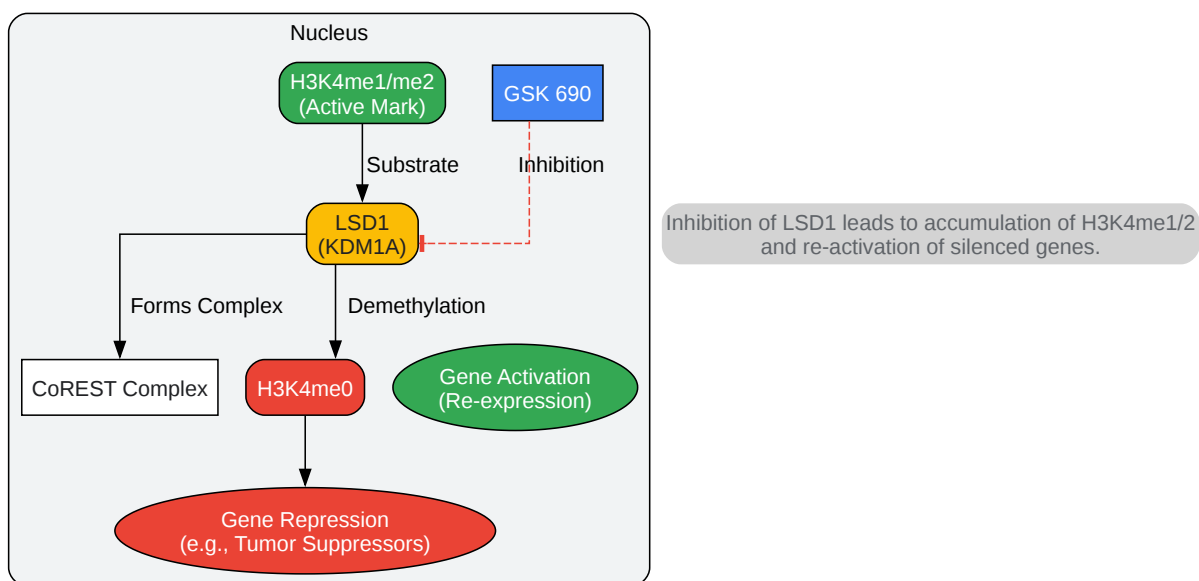 Nucleus
H3K4me1/me2
(Active Mark)
GSK 690
Substrate
Inhibition
LSD1
(KDM1A)
Inhibition of LSD1 leads to accumulation of H3K4me1/2
and re-activation of silenced genes.
Forms Complex
Demethylation
CoREST Complex
H3K4me0
Gene Activation
(Re-expression)
Gene Repression
(e.g., Tumor Suppressors)